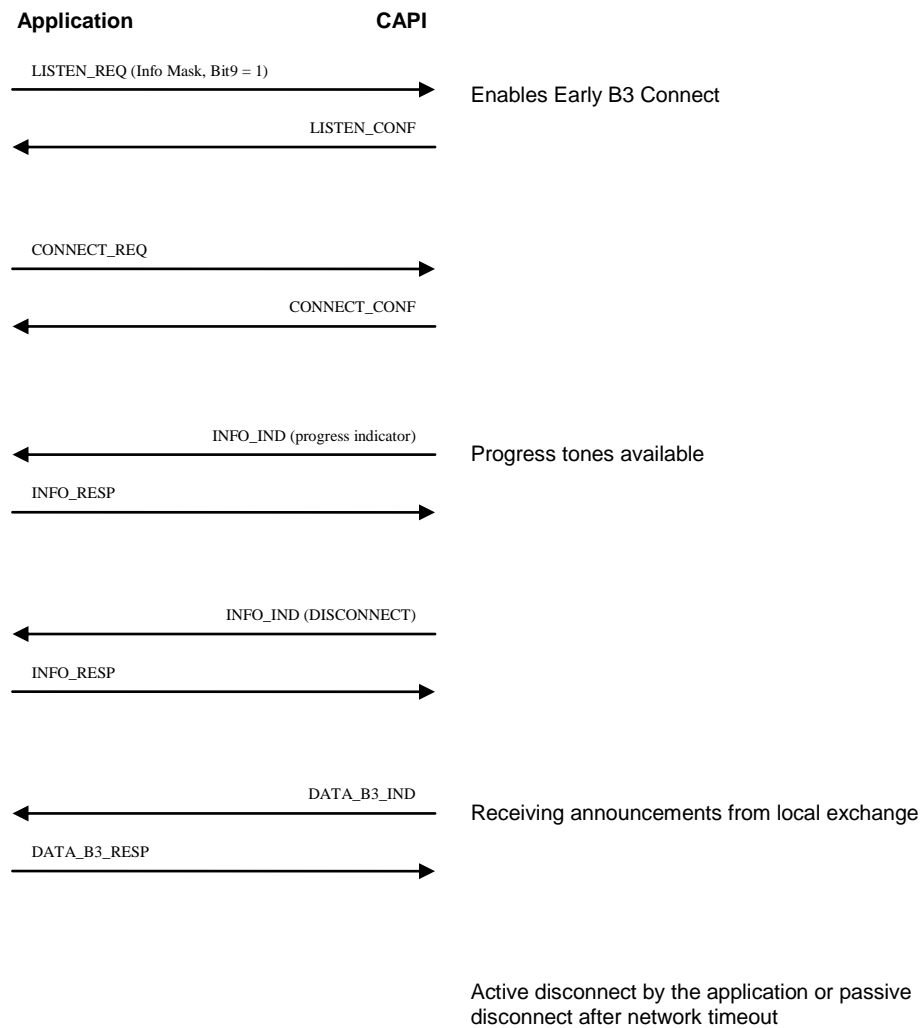 Application CAPI
LISTEN_REQ (Info Mask, Bit9 = 1)
Enables Early B3 Connect
LISTEN_CONF
CONNECT_REQ
CONNECT_CONF
INFO_IND (progress indicator)
Progress tones available
INFO_RESP
INFO_IND (DISCONNECT)
INFO_RESP
DATA_B3_IND
Receiving announcements from local exchange
DATA_B3_RESP
Active disconnect by the application or passive
disconnect after network timeout